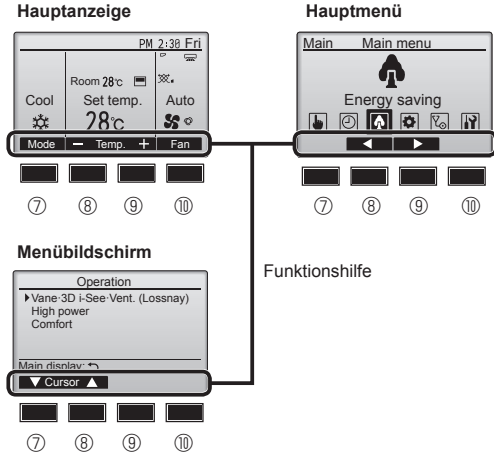 Hauptanzeige
PM 2:30 Fri
Room 28°C
Cool Set temp. Auto
28°C
Mode − Temp. + Fan
⑦ ⑧ ⑨ ⑩
Hauptmenü
Main Main menu
Energy saving
⑦ ⑧ ⑨ ⑩
Funktionshilfe
Menübildschirm
Operation
Vane·3D i-See·Vent. (Lossnay)
High power
Comfort
Main display:
Cursor
⑦ ⑧ ⑨ ⑩